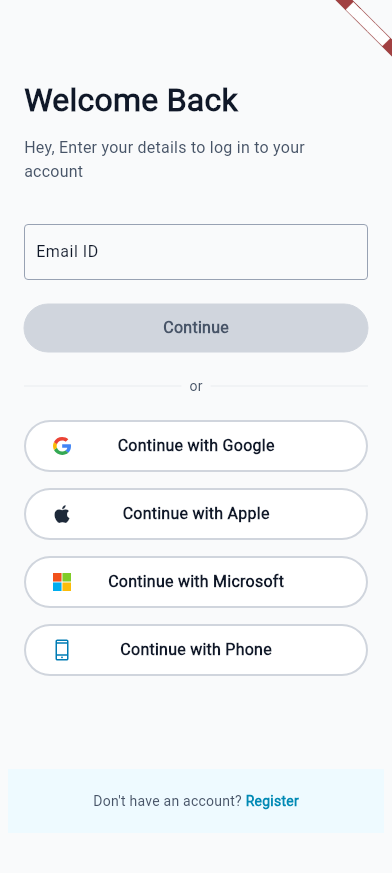 Welcome Back
Hey, Enter your details to log in to your
account
Email ID
Continue
or
Continue with Google
Continue with Apple
Continue with Microsoft
Continue with Phone
Don't have an account? Register